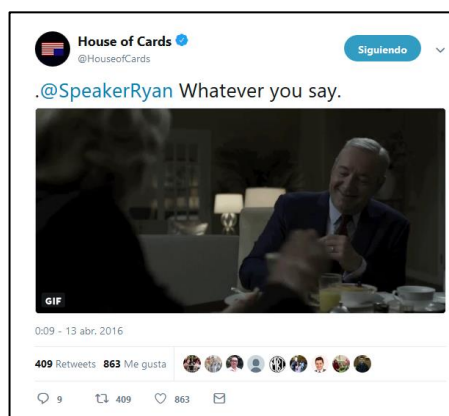 House of Cards
@HouseofCards
Siguiendo
.@SpeakerRyan Whatever you say.
GIF
0:09 - 13 abr. 2016
409 Retweets 863 Me gusta
9 409 863